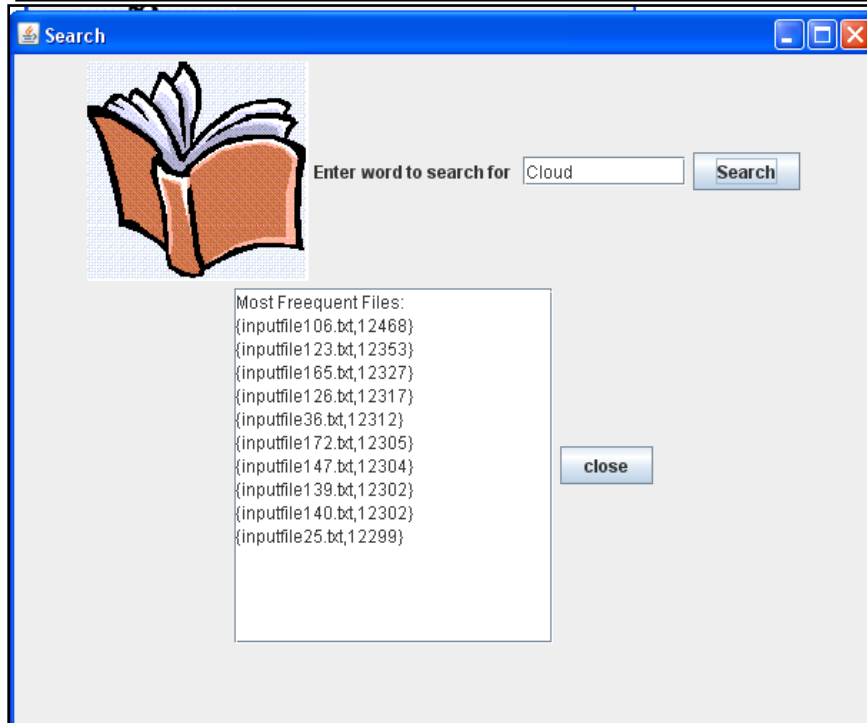 Search
Enter word to search for Cloud Search
Most Freequent Files:
{inputfile106.txt,12468}
{inputfile123.txt,12353}
{inputfile165.txt,12327}
{inputfile126.txt,12317}
{inputfile36.txt,12312}
{inputfile172.txt,12305}
{inputfile147.txt,12304}
{inputfile139.txt,12302}
{inputfile140.txt,12302}
{inputfile25.txt,12299}
close